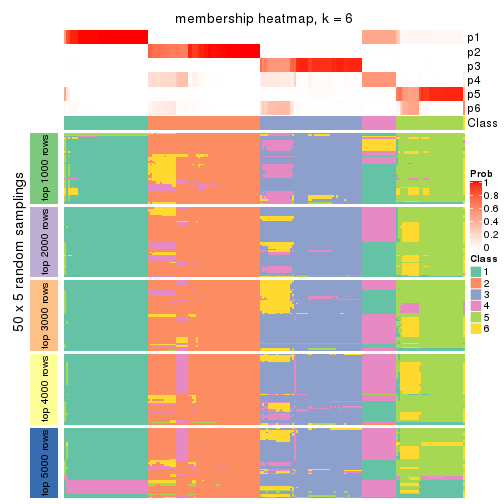 membership heatmap, k = 6
p1
p2
p3
p4
p5
p6
Class
50 x 5 random samplings
top 1000 rows
top 2000 rows
top 3000 rows
top 4000 rows
top 5000 rows
Prob
1
0.8
0.6
0.4
0.2
0
Class
1
2
3
4
5
6